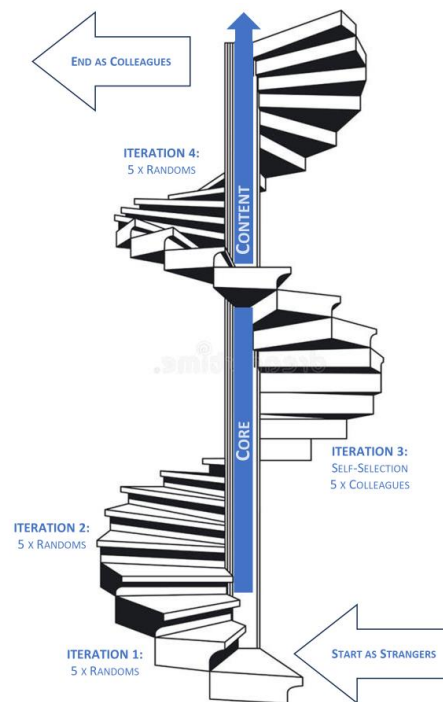 END AS COLLEAGUES
ITERATION 4:
5 X RANDOMS
CONTENT
CORE
ITERATION 3:
SELF-SELECTION
5 X COLLEAGUES
ITERATION 2:
5 X RANDOMS
START AS STRANGERS
ITERATION 1:
5 X RANDOMS